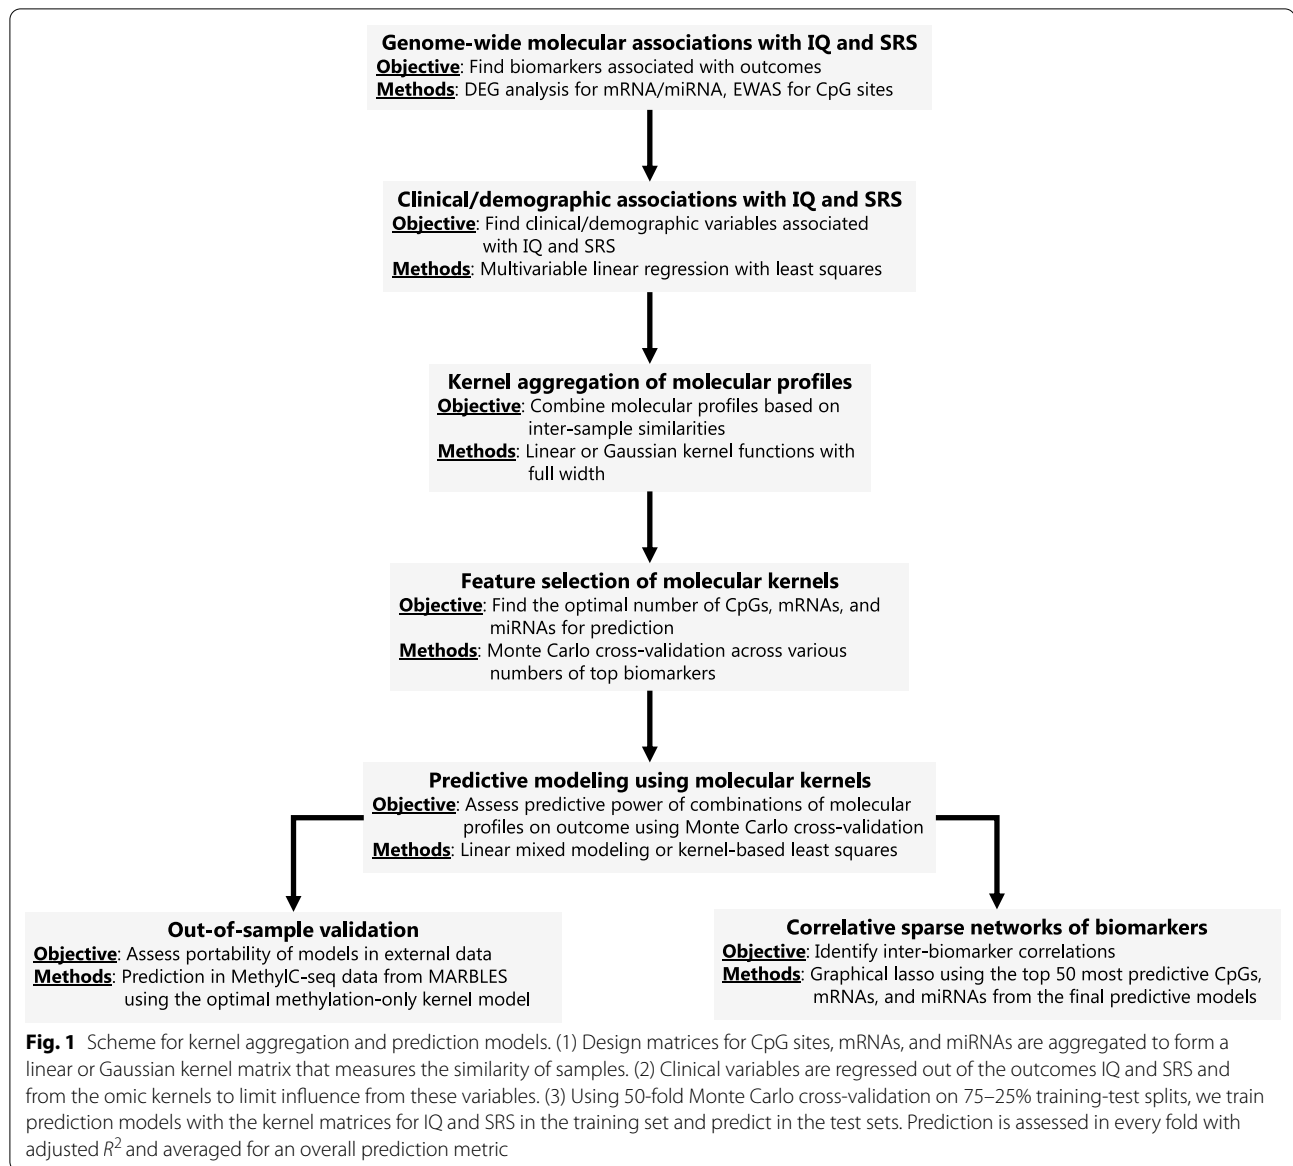 Genome-wide molecular associations with IQ and SRS
Objective: Find biomarkers associated with outcomes
Methods: DEG analysis for mRNA/miRNA, EWAS for CpG sites
Clinical/demographic associations with IQ and SRS
Objective: Find clinical/demographic variables associated
with IQ and SRS
Methods: Multivariable linear regression with least squares
Kernel aggregation of molecular profiles
Objective: Combine molecular profiles based on
inter-sample similarities
Methods: Linear or Gaussian kernel functions with
full width
Feature selection of molecular kernels
Objective: Find the optimal number of CpGs, mRNAs, and
miRNAs for prediction
Methods: Monte Carlo cross-validation across various
numbers of top biomarkers
Predictive modeling using molecular kernels
Objective: Assess predictive power of combinations of molecular
profiles on outcome using Monte Carlo cross-validation
Methods: Linear mixed modeling or kernel-based least squares
Out-of-sample validation
Objective: Assess portability of models in external data
Methods: Prediction in MethylC-seq data from MARBLES
using the optimal methylation-only kernel model
Correlative sparse networks of biomarkers
Objective: Identify inter-biomarker correlations
Methods: Graphical lasso using the top 50 most predictive CpGs,
mRNAs, and miRNAs from the final predictive models
Fig. 1 Scheme for kernel aggregation and prediction models. (1) Design matrices for CpG sites, mRNAs, and miRNAs are aggregated to form a
linear or Gaussian kernel matrix that measures the similarity of samples. (2) Clinical variables are regressed out of the outcomes IQ and SRS and
from the omic kernels to limit influence from these variables. (3) Using 50-fold Monte Carlo cross-validation on 75–25% training-test splits, we train
prediction models with the kernel matrices for IQ and SRS in the training set and predict in the test sets. Prediction is assessed in every fold with
adjusted R² and averaged for an overall prediction metric